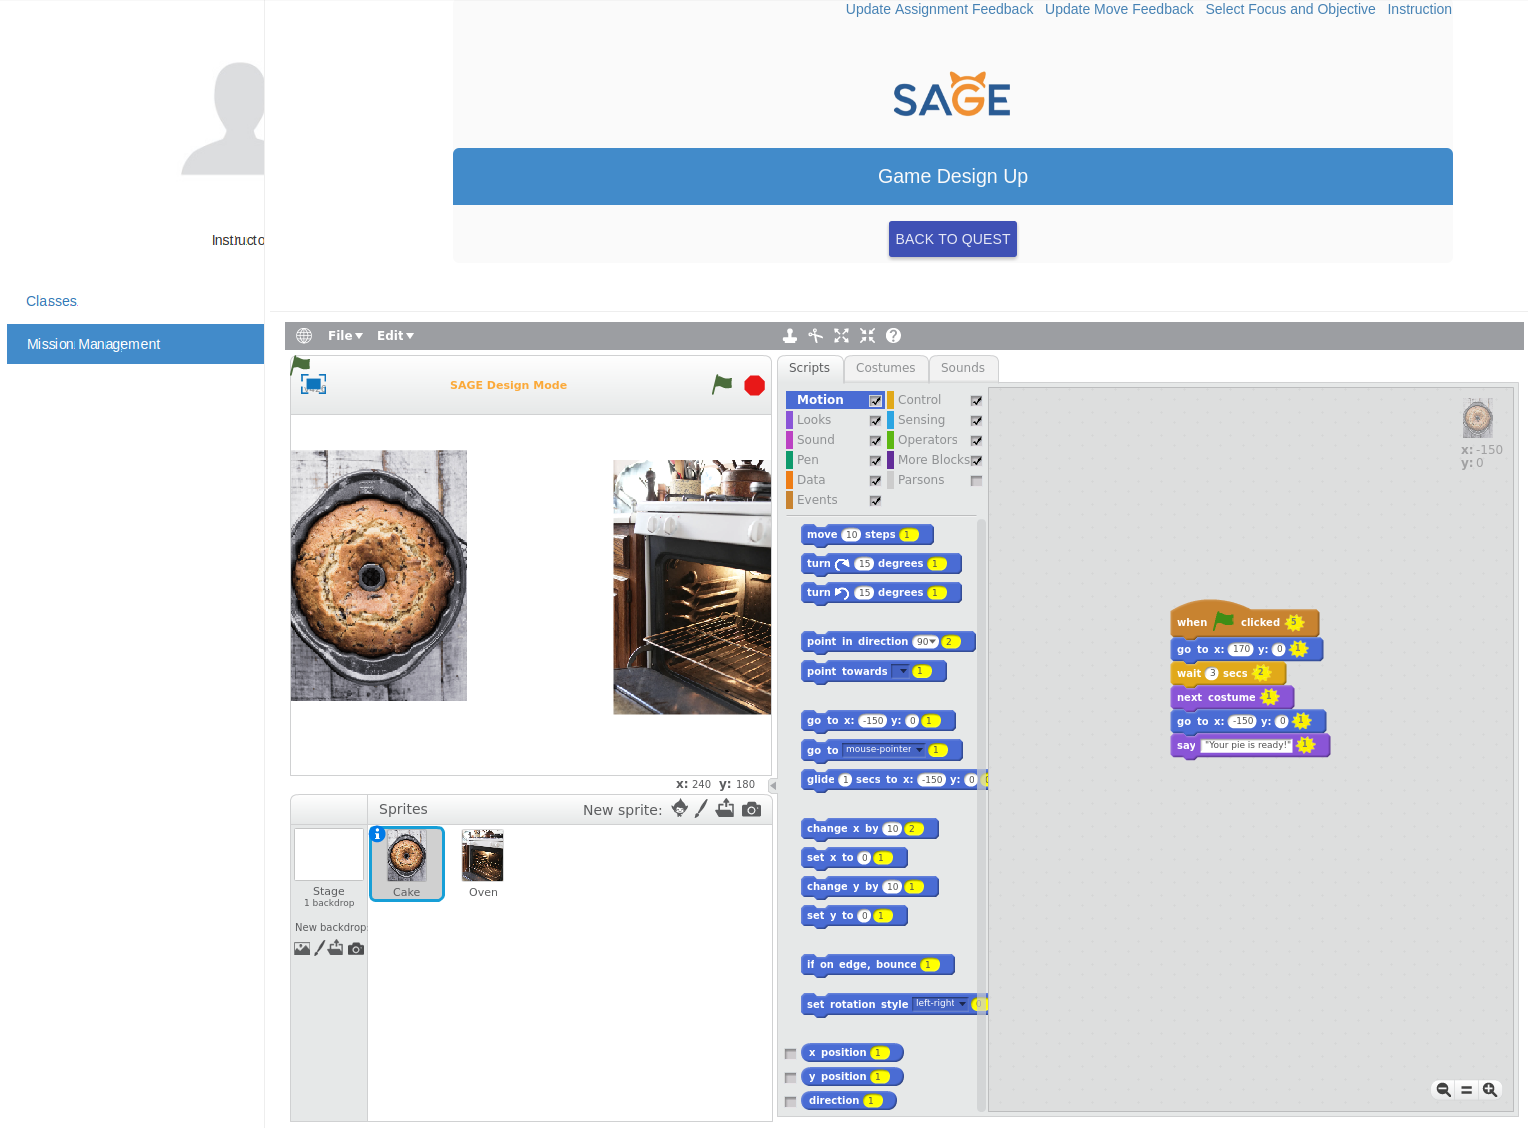 Update Assignment Feedback Update Move Feedback Select Focus and Objective Instruction
SAGE
Game Design Up
BACK TO QUEST
Instructo
Classes
Mission Management
File Edit
SAGE Design Mode
x: 240 y: 180
Sprites New sprite:
Stage
1 backdrop
New backdrop:
Cake
Oven
Scripts Costumes Sounds
Motion
Looks
Sound
Pen
Data
Events
Control
Sensing
Operators
More Blocks
Parsons
move 10 steps 1
turn 15 degrees 1
turn 15 degrees 1
point in direction 90 2
point towards 1
go to x: -150 y: 0 1
go to mouse-pointer 1
glide 1 secs to x: -150 y: 0 0
change x by 10 2
set x to 0 1
change y by 10 1
set y to 0 1
if on edge, bounce 1
set rotation style left-right 0
x position 1
y position 1
direction 1
x: -150
y: 0
when clicked 5
go to x: 170 y: 0 1
wait 3 secs 2
next costume 1
go to x: -150 y: 0 1
say "Your pie is ready!" 1